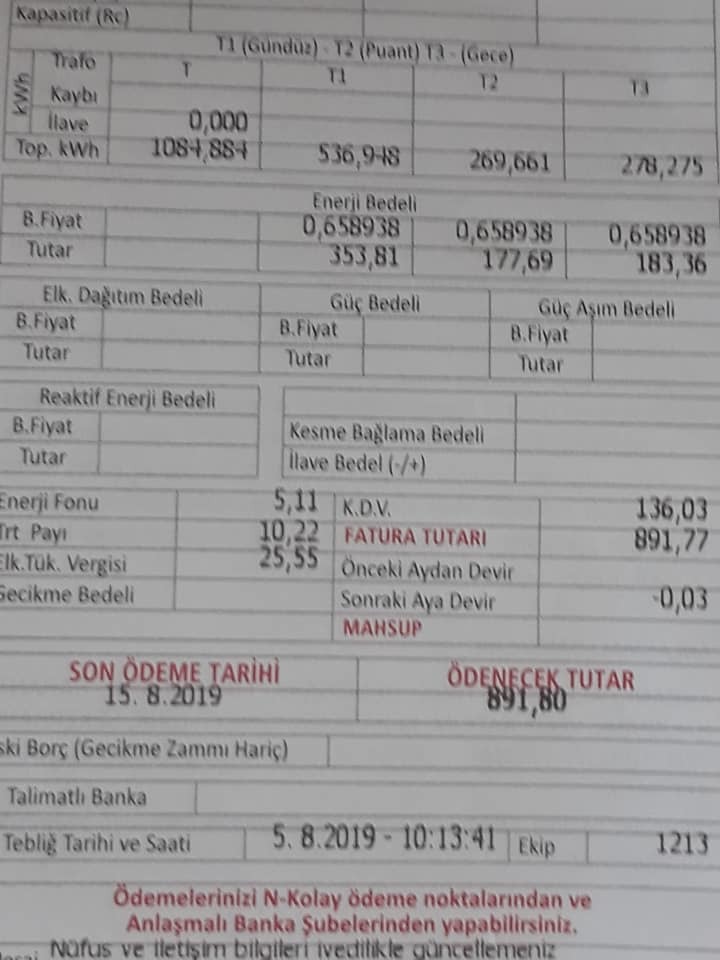 Kapasitif (Rc)
T1 (Gündüz) - T2 (Puant) T3 - (Gece)
kWh
Trafo Kaybı T T1 T2 T3
İlave 0,000
Top. kWh 1084,884 536,948 269,661 278,275
Enerji Bedeli
B.Fiyat 0,658938 0,658938 0,658938
Tutar 353,81 177,69 183,36
Elk. Dağıtım Bedeli Güç Bedeli Güç Aşım Bedeli
B.Fiyat B.Fiyat B.Fiyat
Tutar Tutar Tutar
Reaktif Enerji Bedeli
B.Fiyat Kesme Bağlama Bedeli
Tutar İlave Bedel (-/+)
Enerji Fonu 5,11 K.D.V. 136,03
Trt Payı 10,22 FATURA TUTARI 891,77
Elk.Tük. Vergisi 25,55 Önceki Aydan Devir
Gecikme Bedeli Sonraki Aya Devir -0,03
MAHSUP
SON ÖDEME TARİHİ ÖDENECEK TUTAR
15. 8.2019 891,80
ski Borç (Gecikme Zammı Hariç)
Talimatlı Banka
Tebliğ Tarihi ve Saati 5. 8.2019 - 10:13:41 Ekip 1213
Ödemelerinizi N-Kolay ödeme noktalarından ve
Anlaşmalı Banka Şubelerinden yapabilirsiniz.
Nüfus ve iletişim bilgileri ivedilikle güncellemeniz